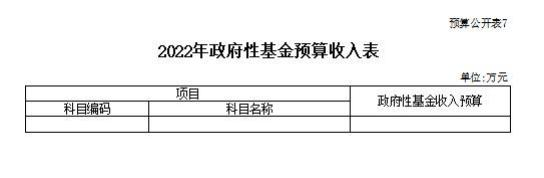 预算公开表7
2022年政府性基金预算收入表
单位:万元
项目
政府性基金收入预算
科目编码 科目名称